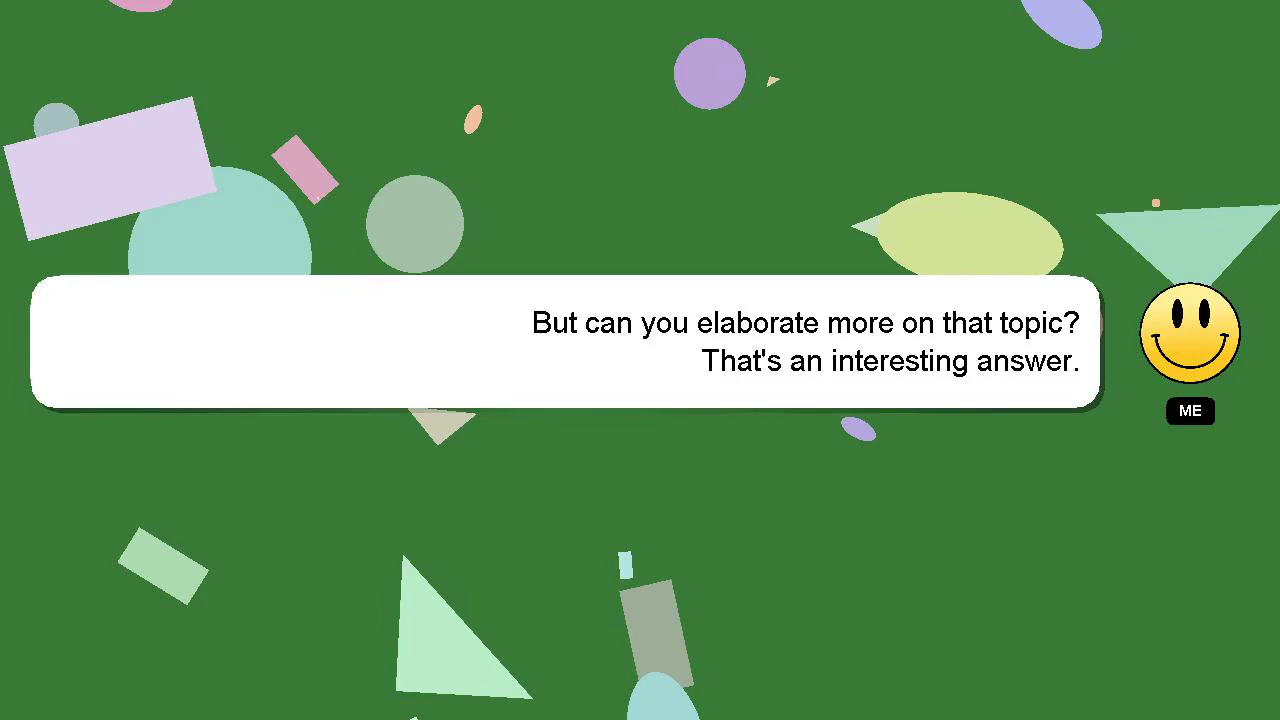 But can you elaborate more on that topic?
That's an interesting answer.
ME